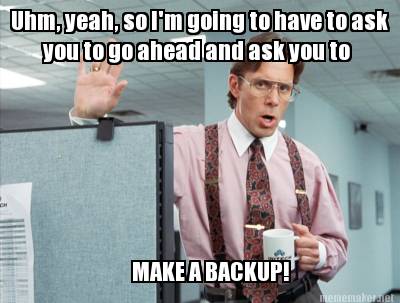 Uhm, yeah, so I'm going to have to ask
you to go ahead and ask you to
MAKE A BACKUP!
mememaker.net